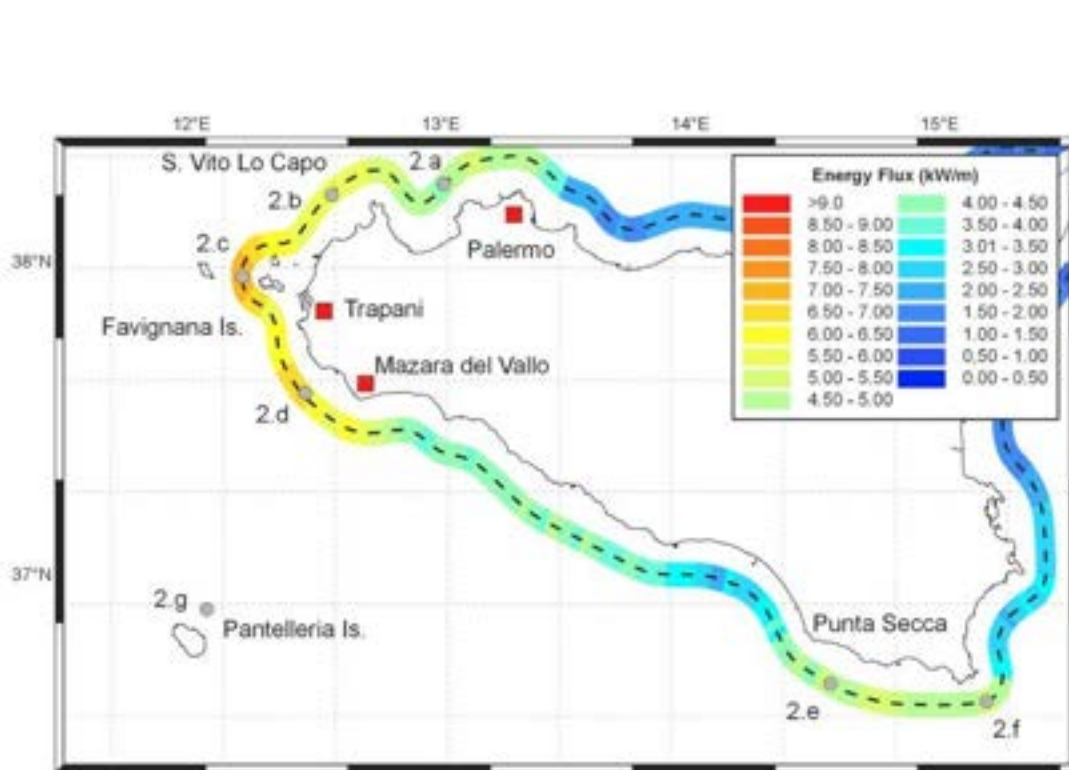 12°E 13°E 14°E 15°E
S. Vito Lo Capo
2.a
2.b
2.c
38°N
Palermo
Trapani
Favignana Is.
Mazara del Vallo
2.d
Energy Flux (kW/m)
>9.0
8.50 - 9.00
8.00 - 8.50
7.50 - 8.00
7.00 - 7.50
6.50 - 7.00
6.00 - 6.50
5.50 - 6.00
5.00 - 5.50
4.50 - 5.00
4.00 - 4.50
3.50 - 4.00
3.01 - 3.50
2.50 - 3.00
2.00 - 2.50
1.50 - 2.00
1.00 - 1.50
0.50 - 1.00
0.00 - 0.50
37°N
2.g
Pantelleria Is.
Punta Secca
2.e
2.f